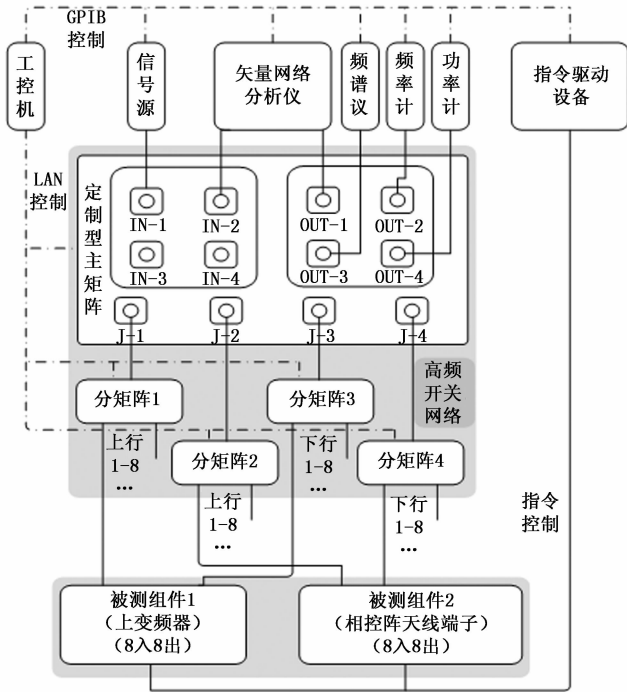 GPIB
控制
工控机
信号源
矢量网络
分析仪
频谱议
频率计
功率计
指令驱动
设备
LAN
控制
定制型主矩阵
IN-1
IN-2
OUT-1
OUT-2
IN-3
IN-4
OUT-3
OUT-4
J-1
J-2
J-3
J-4
高频
开关
网络
分矩阵1
分矩阵3
上行
1-8
...
下行
1-8
...
分矩阵2
分矩阵4
上行
1-8
...
下行
1-8
...
指令
控制
被测组件1
(上变频器)
(8入8出)
被测组件2
(相控阵天线端子)
(8入8出)